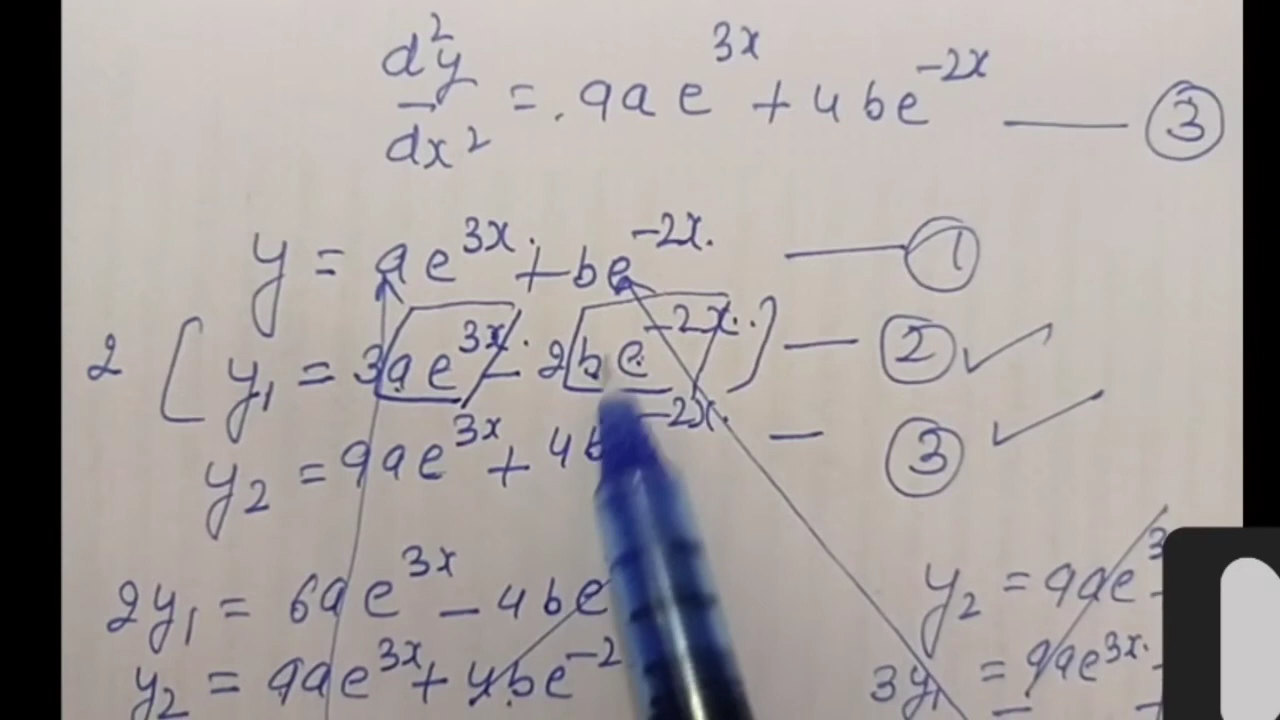 d²y/dx² = 9ae^3x + 4be^-2x — ③
y = ae^3x + be^-2x — ①
2 [ y₁ = 3ae^3x - 2be^-2x ] — ② ✓
y₂ = 9ae^3x + 4b -2x — ③ ✓
2y₁ = 6ae^3x - 4be
y₂ = 9ae^3x + 4be^-2
y₂ = 9ae^3
3y₁ = 9ae^3x